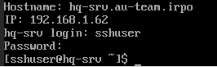 Hostname: hq-srv.au-team.irpo
IP: 192.168.1.62
hq-srv login: sshuser
Password:
[sshuser@hq-srv ~]$